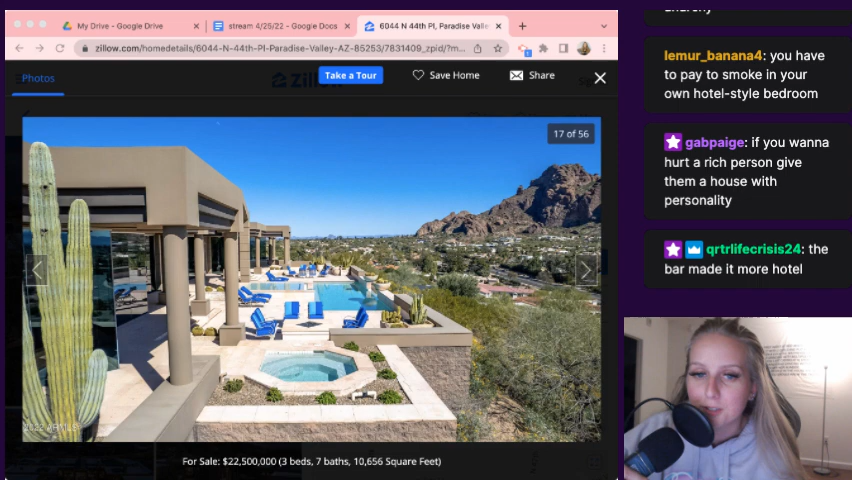 My Drive - Google Drive
stream 4/25/22 - Google Docs
6044 N 44th Pl, Paradise Valle
zillow.com/homedetails/6044-N-44th-Pl-Paradise-Valley-AZ-85253/7831409_zpid/?m...
Photos
Zillow
Take a Tour
Save Home
Share
17 of 56
For Sale: $22,500,000 (3 beds, 7 baths, 10,656 Square Feet)
lemur_banana4: you have
to pay to smoke in your
own hotel-style bedroom
gabpaige: if you wanna
hurt a rich person give
them a house with
personality
qrtrlifecrisis24: the
bar made it more hotel